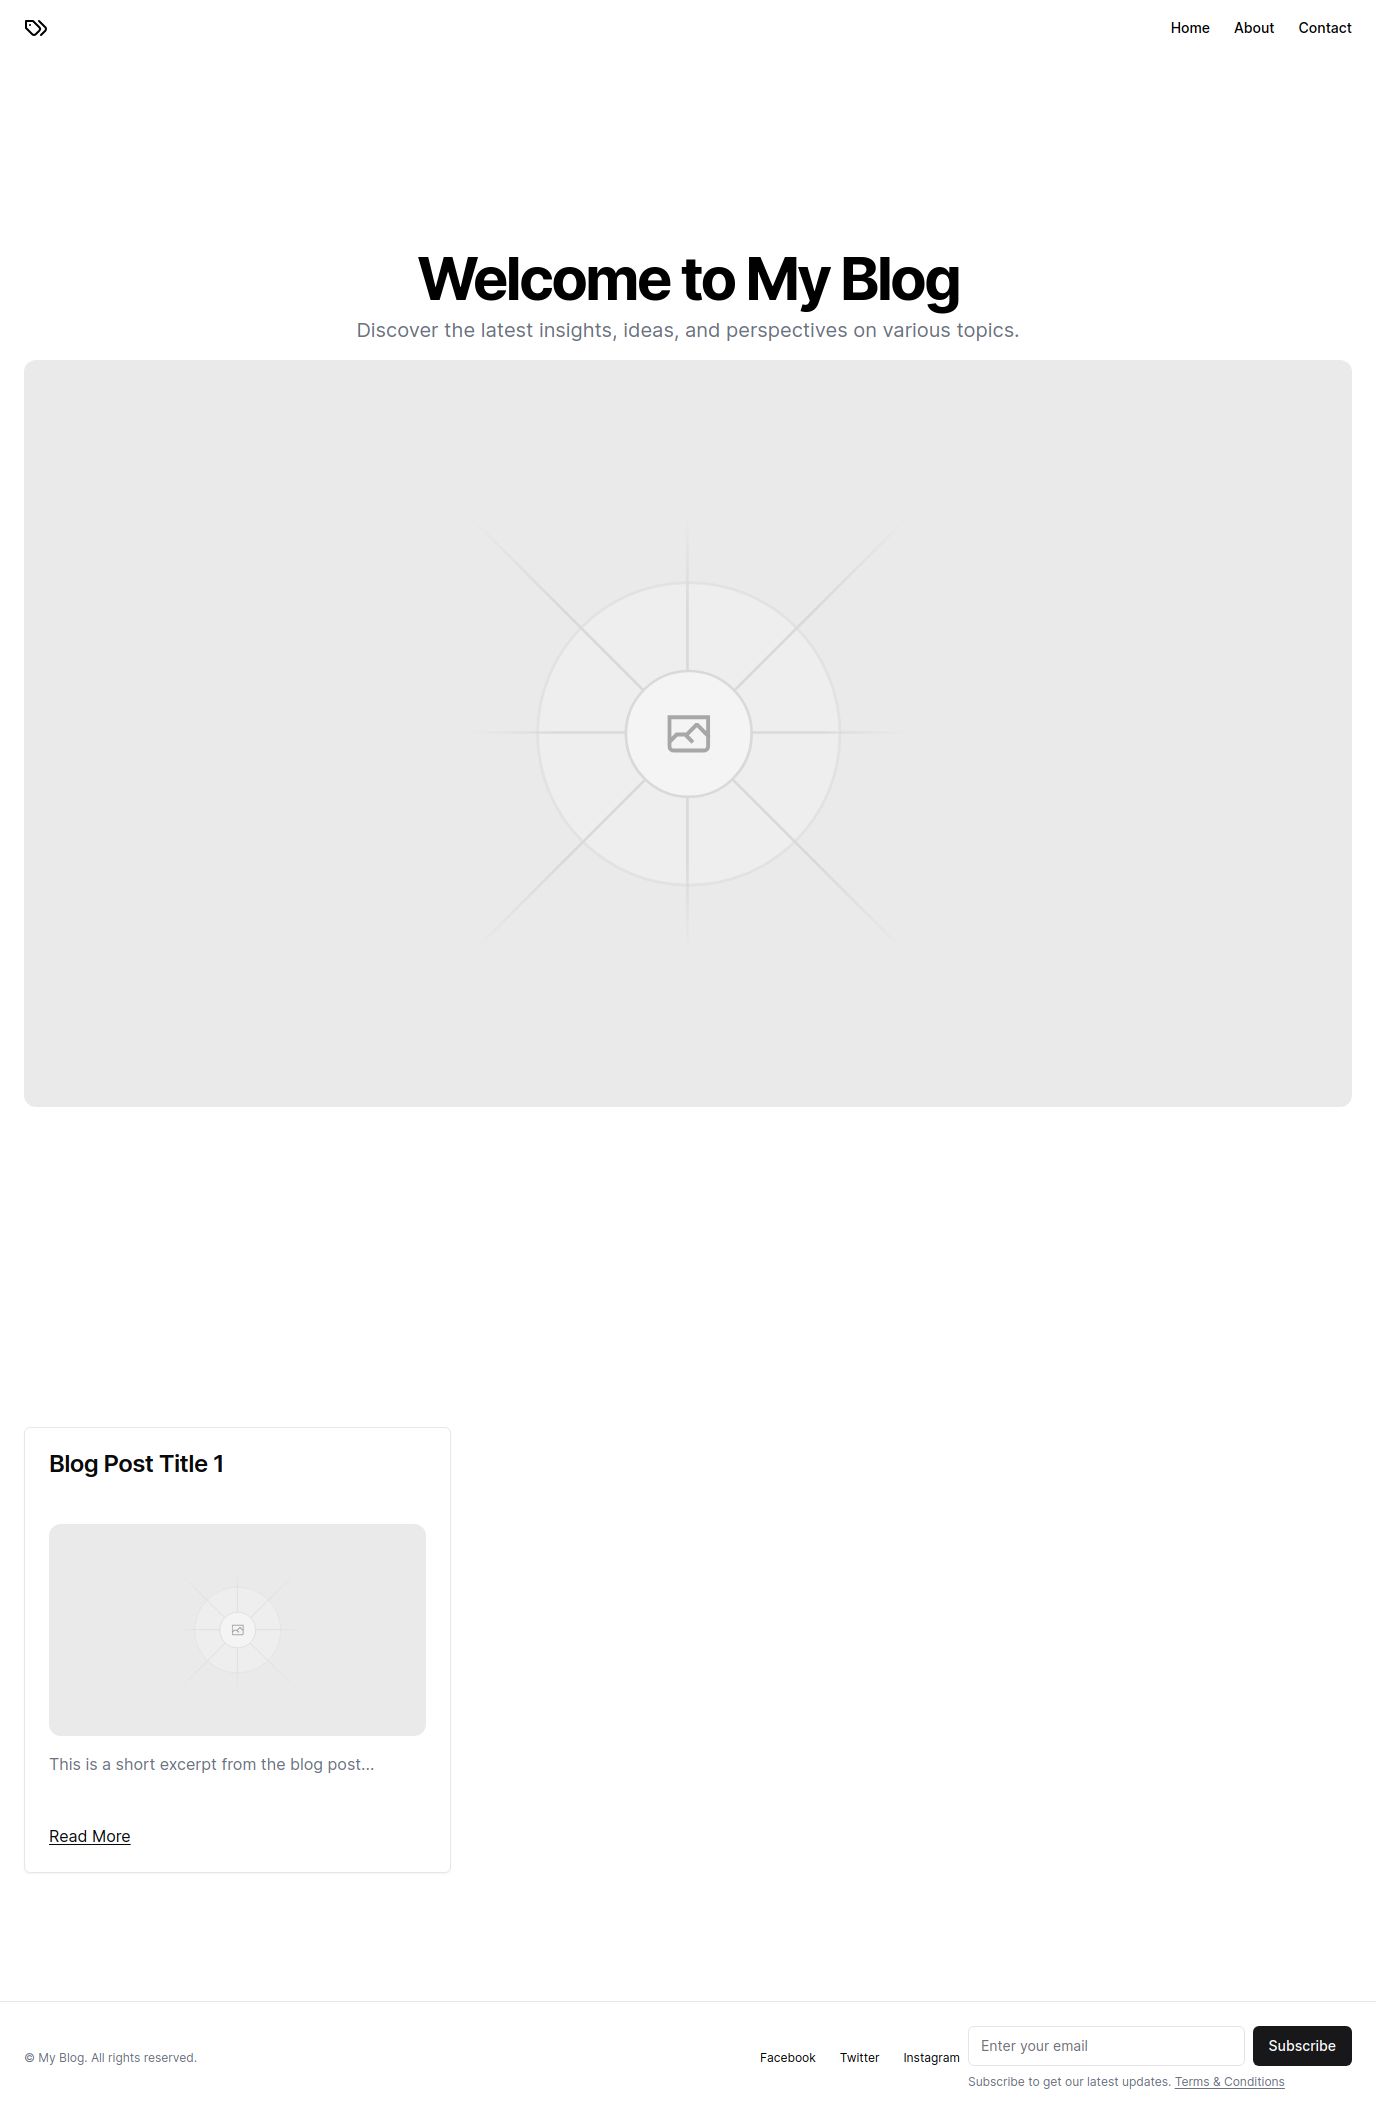 Home About Contact
Welcome to My Blog
Discover the latest insights, ideas, and perspectives on various topics.
Blog Post Title 1
This is a short excerpt from the blog post...
Read More
© My Blog. All rights reserved.
Facebook Twitter Instagram
Enter your email
Subscribe
Subscribe to get our latest updates. Terms & Conditions